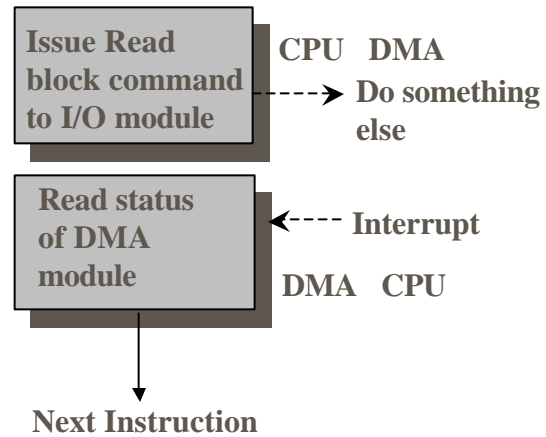 Issue Read
block command
to I/O module
CPU DMA
Do something
else
Read status
of DMA
module
Interrupt
DMA CPU
Next Instruction